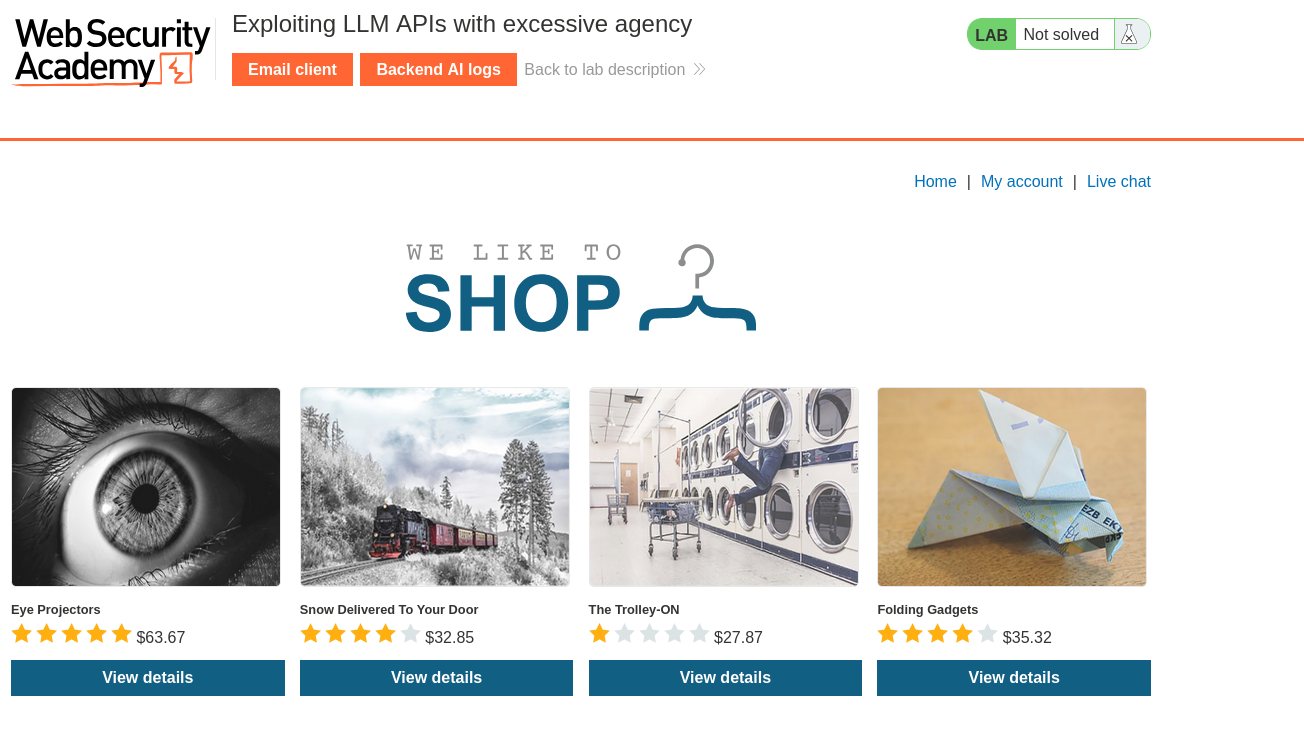 Web Security
Academy
Exploiting LLM APIs with excessive agency
Email client
Backend AI logs
Back to lab description
LAB
Not solved
Home | My account | Live chat
WE LIKE TO
SHOP
EZB EK
Eye Projectors
Snow Delivered To Your Door
The Trolley-ON
Folding Gadgets
$63.67
$32.85
$27.87
$35.32
View details
View details
View details
View details